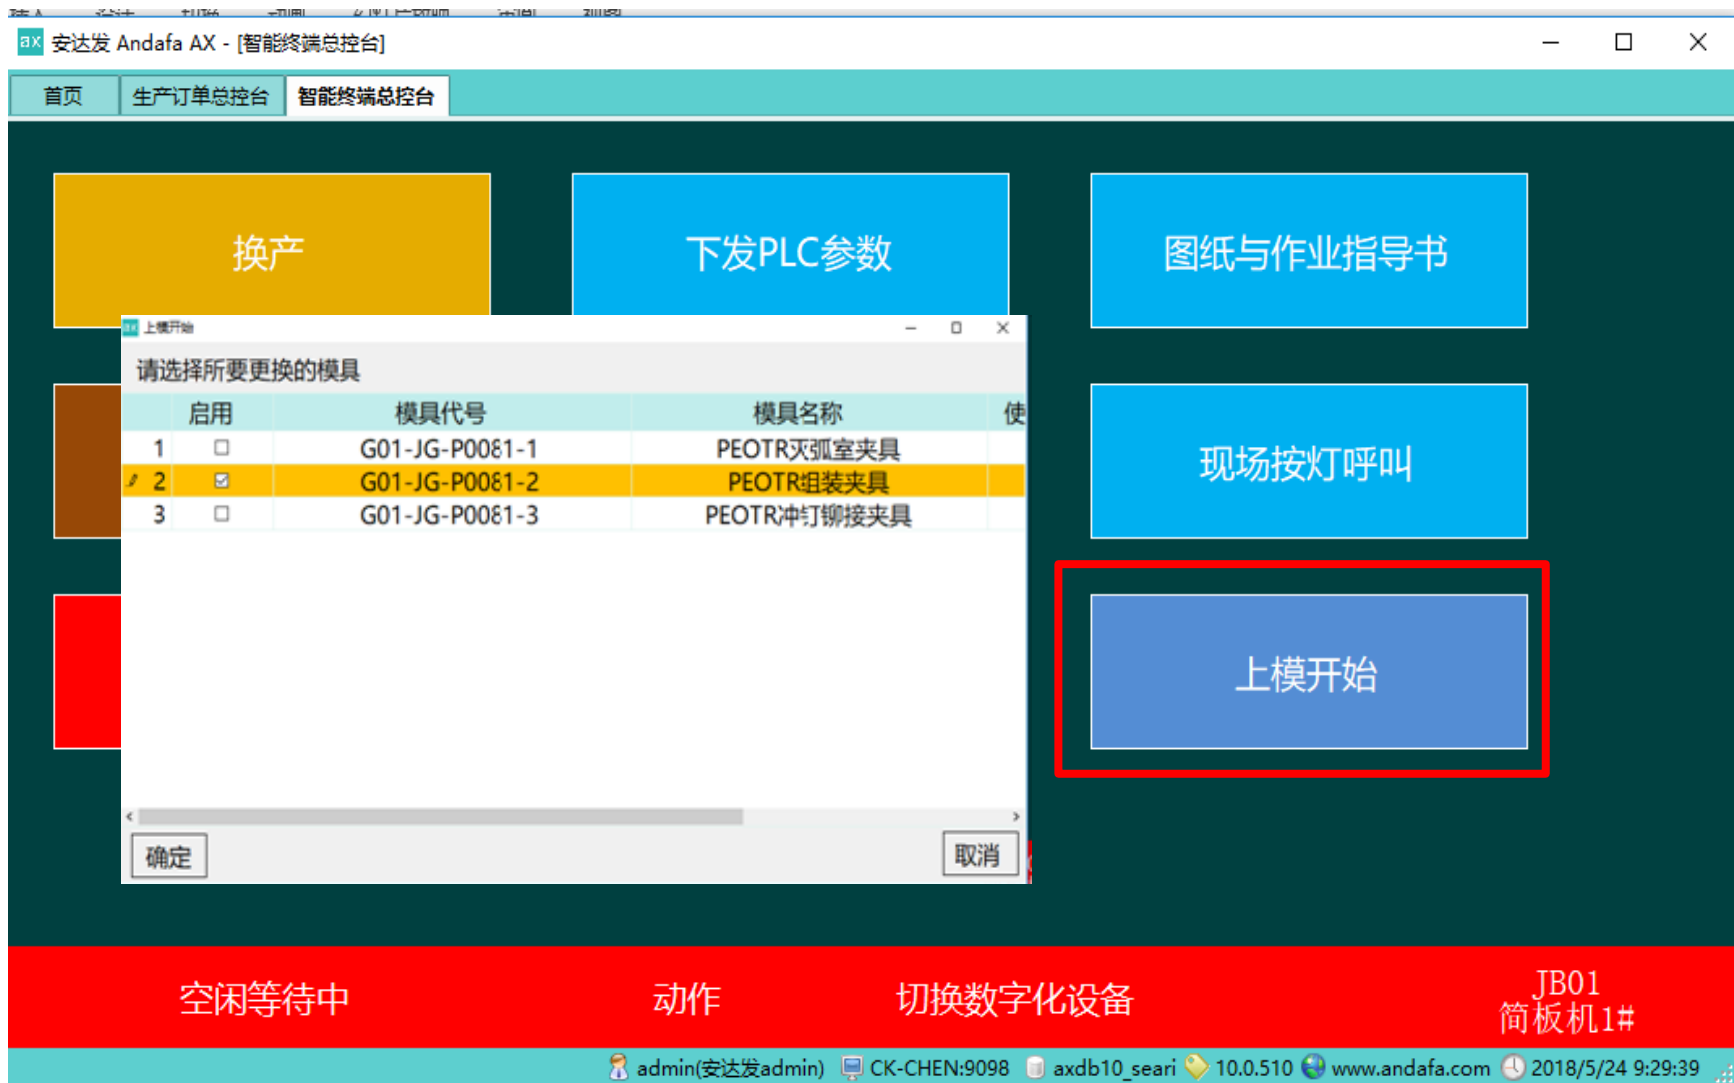 ax 安达发 Andafa AX - [智能终端总控台]
首页 生产订单总控台 智能终端总控台
换产 下发PLC参数 图纸与作业指导书
ax 上模开始
请选择所要更换的模具
启用 模具代号 模具名称 使
1 G01-JG-P0081-1 PEOTR灭弧室夹具
2 G01-JG-P0081-2 PEOTR组装夹具
3 G01-JG-P0081-3 PEOTR冲钉铆接夹具
现场按灯呼叫
上模开始
确定 取消
空闲等待中 动作 切换数字化设备 JB01
简板机1#
admin(安达发admin) CK-CHEN:9098 axdb10_seari 10.0.510 www.andafa.com 2018/5/24 9:29:39